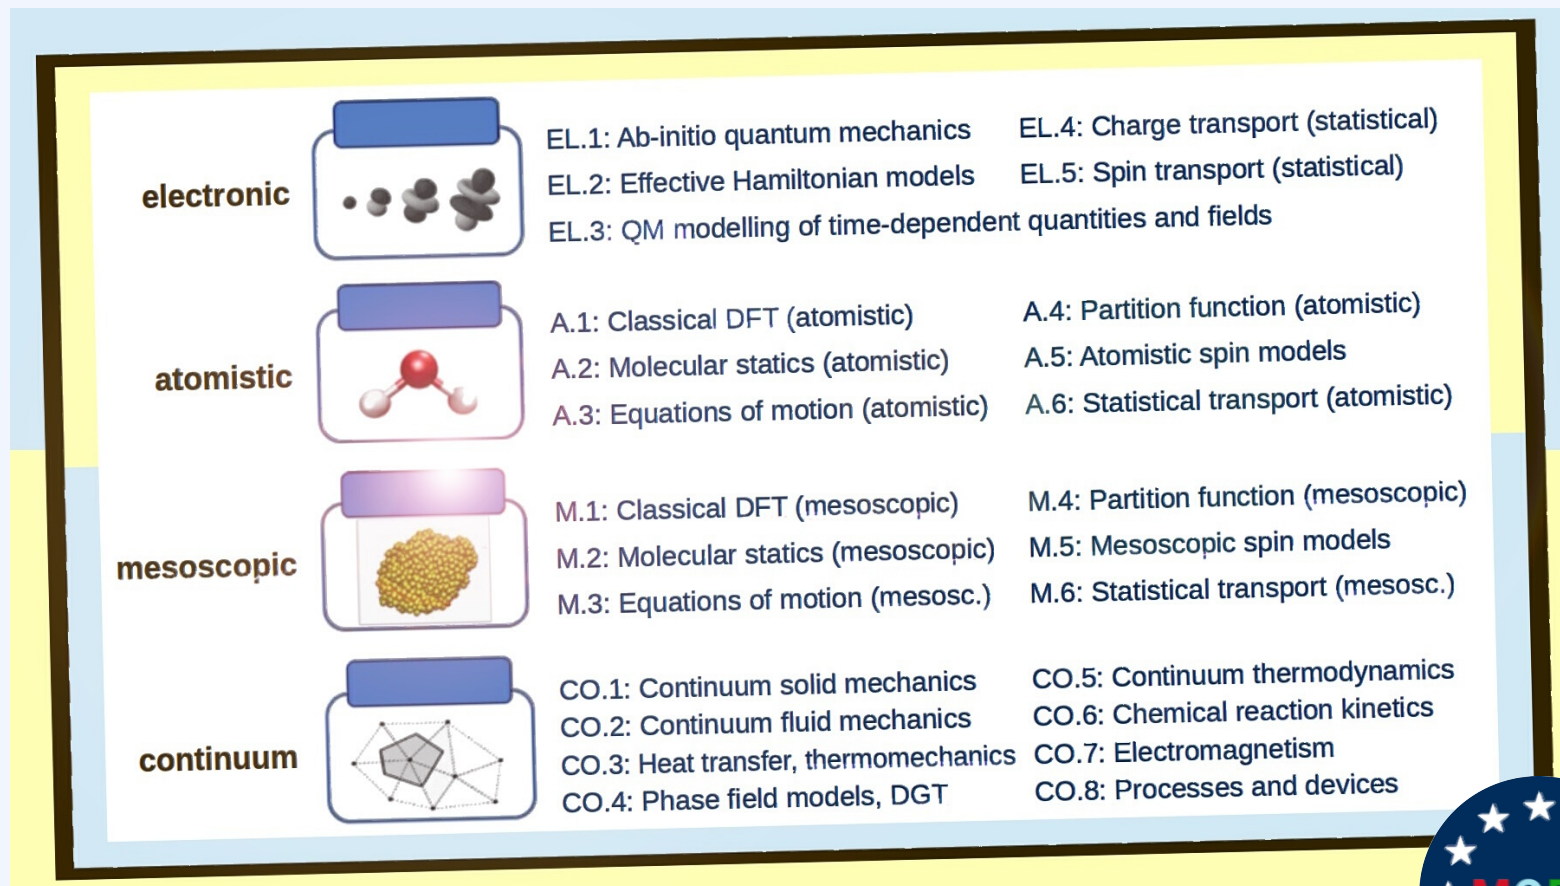 electronic
EL.1: Ab-initio quantum mechanics
EL.2: Effective Hamiltonian models
EL.3: QM modelling of time-dependent quantities and fields
EL.4: Charge transport (statistical)
EL.5: Spin transport (statistical)
atomistic
A.1: Classical DFT (atomistic)
A.2: Molecular statics (atomistic)
A.3: Equations of motion (atomistic)
A.4: Partition function (atomistic)
A.5: Atomistic spin models
A.6: Statistical transport (atomistic)
mesoscopic
M.1: Classical DFT (mesoscopic)
M.2: Molecular statics (mesoscopic)
M.3: Equations of motion (mesosc.)
M.4: Partition function (mesoscopic)
M.5: Mesoscopic spin models
M.6: Statistical transport (mesosc.)
continuum
CO.1: Continuum solid mechanics
CO.2: Continuum fluid mechanics
CO.3: Heat transfer, thermomechanics
CO.4: Phase field models, DGT
CO.5: Continuum thermodynamics
CO.6: Chemical reaction kinetics
CO.7: Electromagnetism
CO.8: Processes and devices